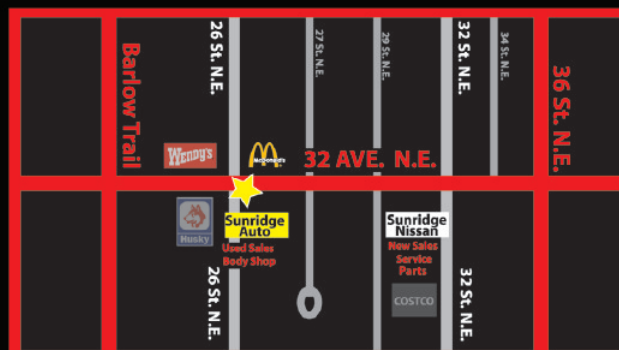 26 St. N.E.
27 St. N.E.
29 St. N.E.
32 St. N.E.
34 St. N.E.
Barlow Trail
36 St. N.E.
WENDY'S
McDonald's
32 AVE. N.E.
Husky
Sunridge
Auto
Used Sales
Body Shop
Sunridge
Nissan
New Sales
Service
Parts
COSTCO
26 St. N.E.
32 St. N.E.